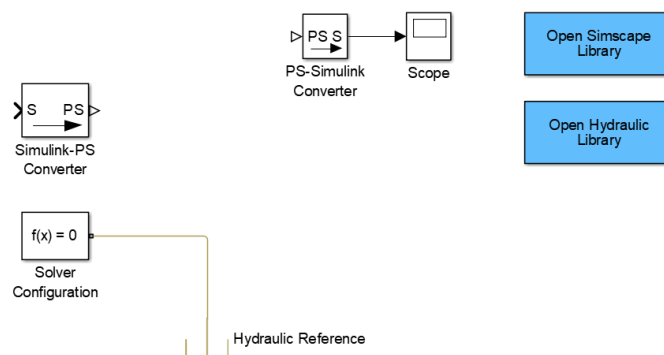 PS S
PS-Simulink
Converter
Scope
Open Simscape
Library
S PS
Simulink-PS
Converter
Open Hydraulic
Library
f(x) = 0
Solver
Configuration
Hydraulic Reference